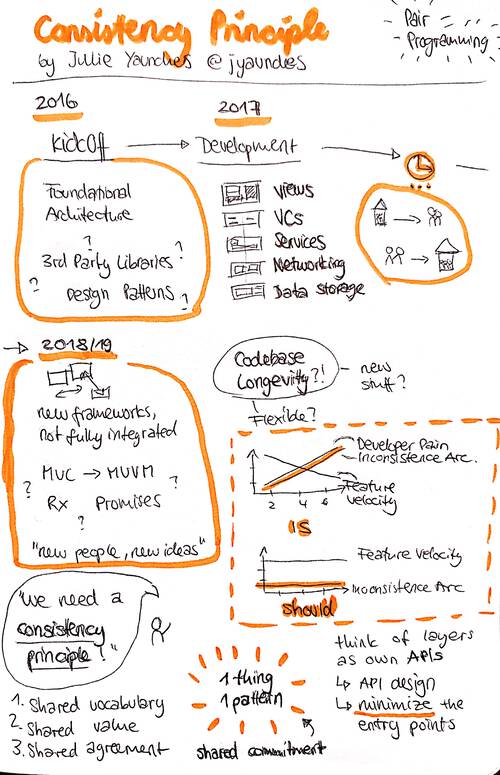 Consistency Principle
by Julie Yaundes @jyaundes
Pair
Programming
2016
2017
Kickoff
Development
Foundational
Architecture
?
3rd Party Libraries
?
?
Design Patterns
?
Views
VCs
Services
Networking
Data storage
2018/19
new frameworks,
not fully integrated
MVC → MVVM
?
?
Rx Promises
?
"new people, new ideas"
Codebase
Longevity?!
new
stuff?
Flexible?
Developer Pain
Inconsistence Arc.
Feature
velocity
2 4 6
IS
Feature Velocity
Inconsistence Arc
should
"We need a
consistency
principle!"
1. Shared vocabulary
2. Shared value
3. Shared agreement
1 thing
1 pattern
shared commitment
think of layers
as own APIs
↳ API design
↳ minimize the
entry points